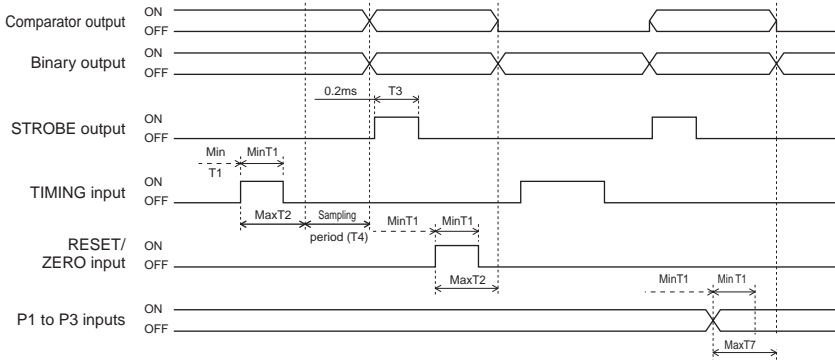 Comparator output
ON
OFF
Binary output
ON
OFF
0.2ms T3
STROBE output
ON
OFF
Min T1
MinT1
TIMING input
ON
OFF
MaxT2
Sampling period (T4)
MinT1
MinT1
RESET/
ZERO input
ON
OFF
MaxT2
MinT1
Min T1
P1 to P3 inputs
ON
OFF
MaxT7